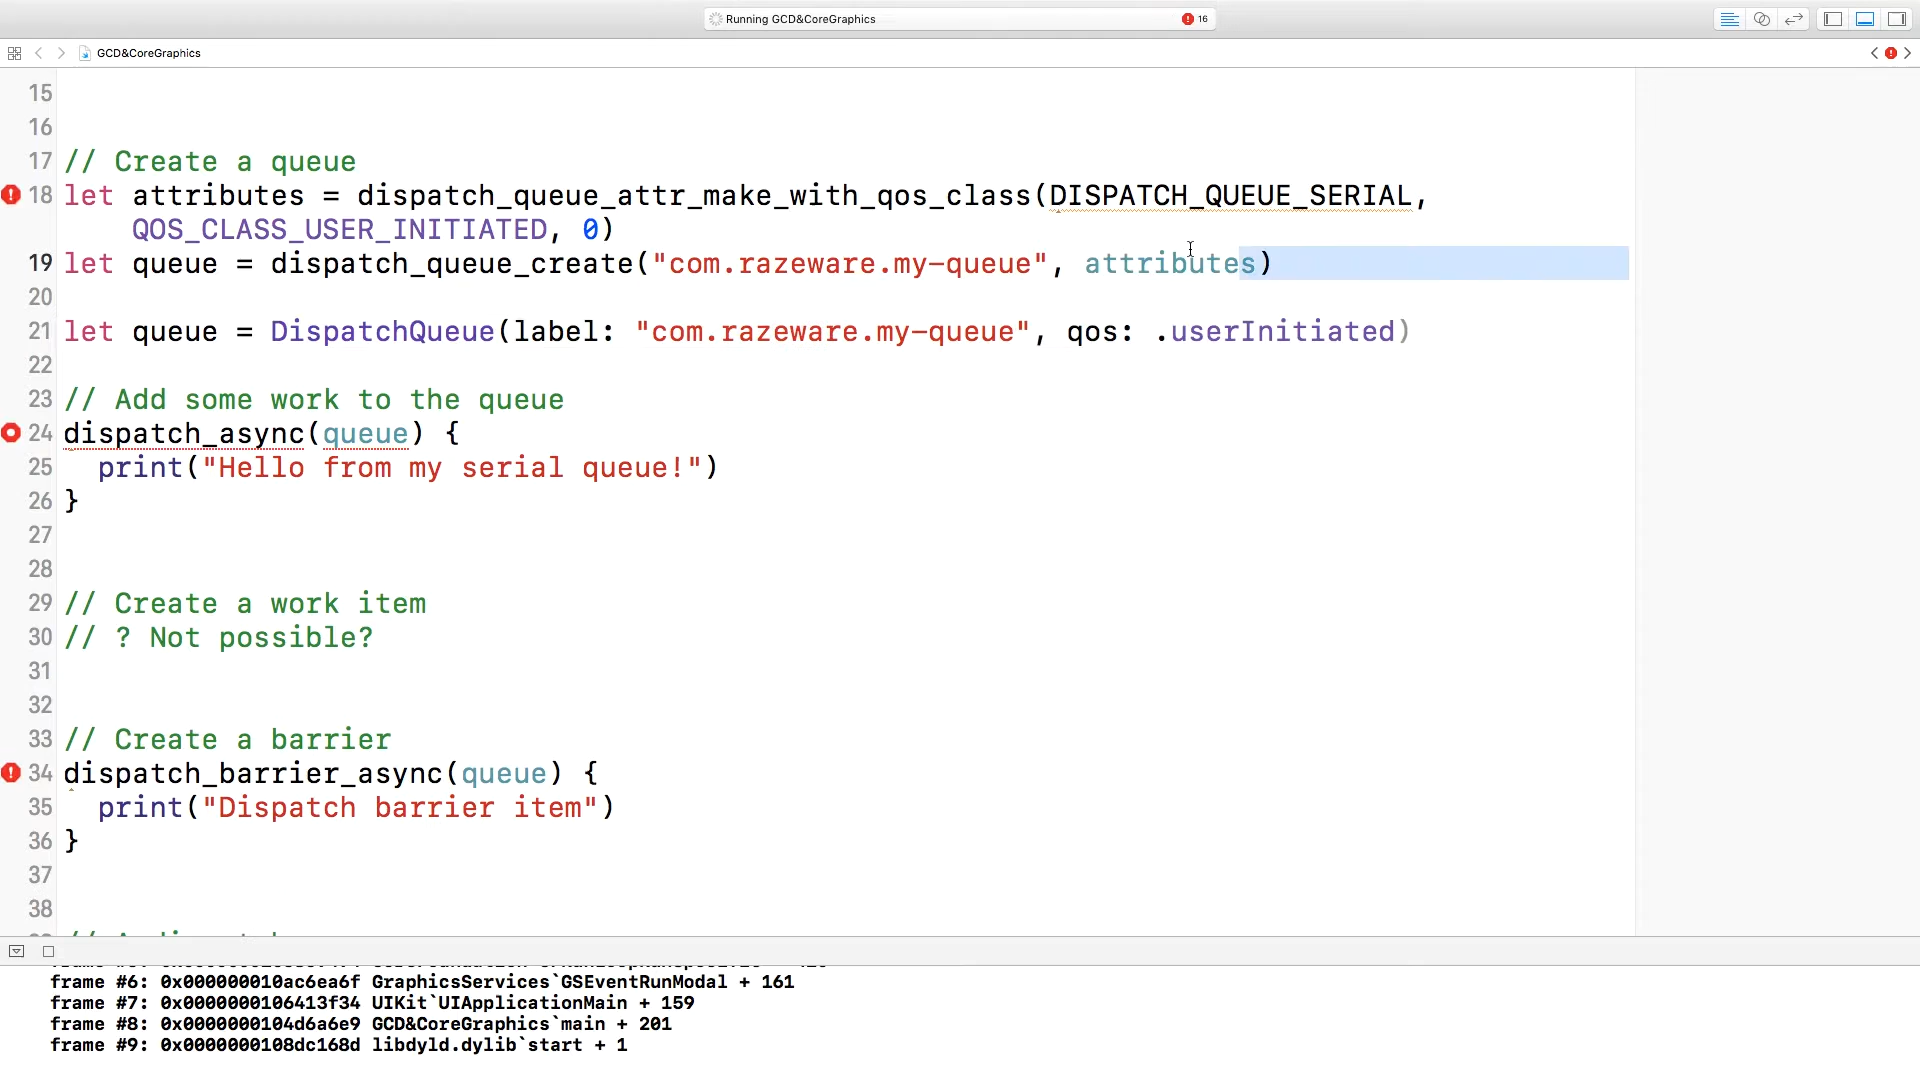 Running GCD&CoreGraphics 16
GCD&CoreGraphics
15
16
17 // Create a queue
18 let attributes = dispatch_queue_attr_make_with_qos_class(DISPATCH_QUEUE_SERIAL,
QOS_CLASS_USER_INITIATED, 0)
19 let queue = dispatch_queue_create("com.razeware.my-queue", attributes)
20
21 let queue = DispatchQueue(label: "com.razeware.my-queue", qos: .userInitiated)
22
23 // Add some work to the queue
24 dispatch_async(queue) {
25 print("Hello from my serial queue!")
26 }
27
28
29 // Create a work item
30 // ? Not possible?
31
32
33 // Create a barrier
34 dispatch_barrier_async(queue) {
35 print("Dispatch barrier item")
36 }
37
38
frame #6: 0x000000010ac6ea6f GraphicsServices`GSEventRunModal + 161
frame #7: 0x0000000106413f34 UIKit`UIApplicationMain + 159
frame #8: 0x0000000104d6a6e9 GCD&CoreGraphics`main + 201
frame #9: 0x0000000108dc168d libdyld.dylib`start + 1